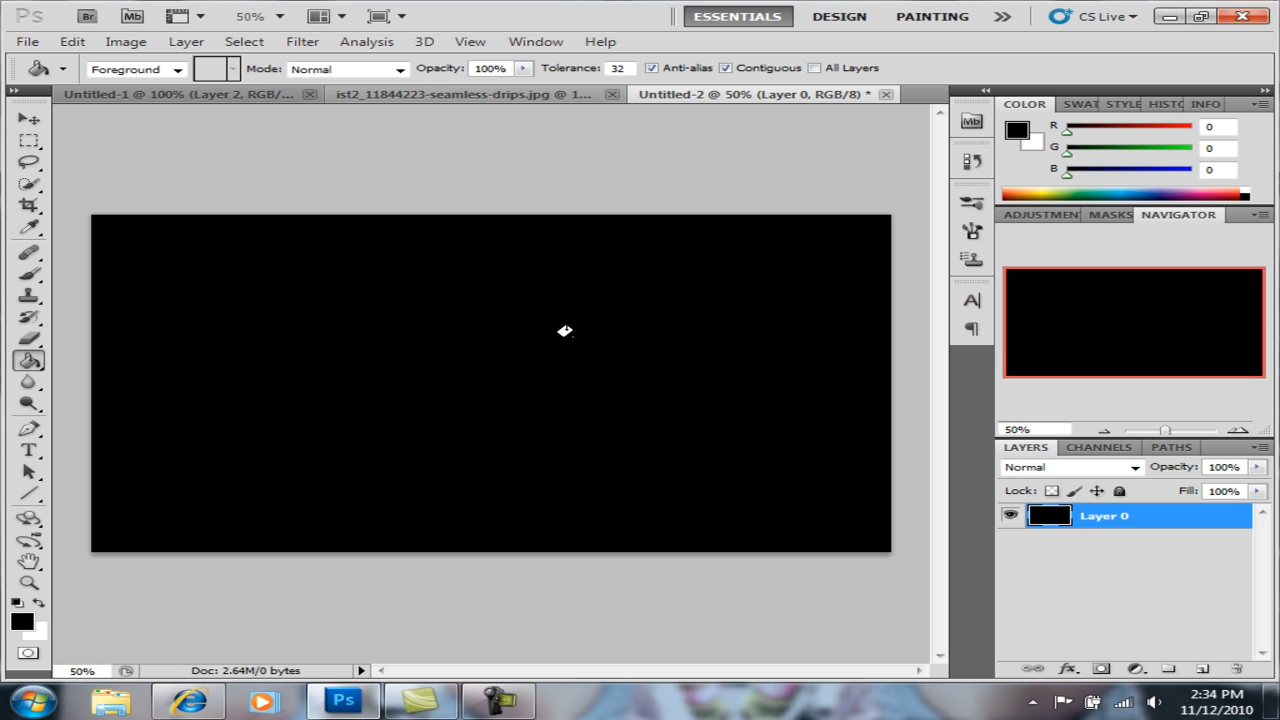 Ps Br Mb 50% ESSENTIALS DESIGN PAINTING CS Live
File Edit Image Layer Select Filter Analysis 3D View Window Help
Foreground Mode: Normal Opacity: 100% Tolerance: 32 Anti-alias Contiguous All Layers
Untitled-1 @ 100% (Layer 2, RGB/... ist2_11844223-seamless-drips.jpg @ 1... Untitled-2 @ 50% (Layer 0, RGB/8) *
COLOR SWAT STYLE HISTC INFO
Mb
R 0
G 0
B 0
ADJUSTMEN MASKS NAVIGATOR
50%
LAYERS CHANNELS PATHS
Normal Opacity: 100%
Lock: Fill: 100%
Layer 0
50% Doc: 2.64M/0 bytes
Ps
2:34 PM
11/12/2010